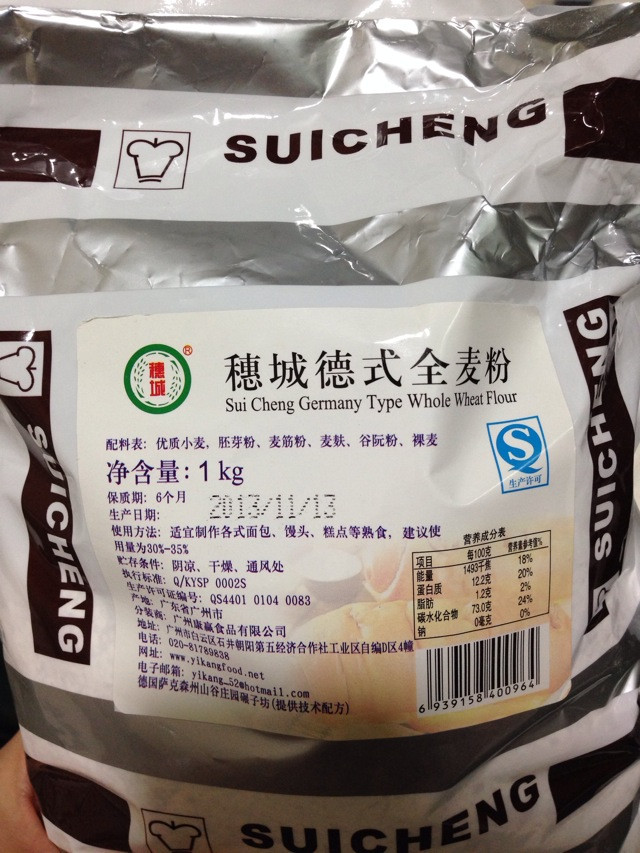 SUICHENG
穗城
®
穗城德式全麦粉
Sui Cheng Germany Type Whole Wheat Flour
配料表: 优质小麦, 胚芽粉、麦筋粉、麦麸、谷阮粉、裸麦
净含量: 1 kg
保质期: 6个月
生产日期: 2013/11/13
使用方法: 适宜制作各式面包、馒头、糕点等熟食, 建议使
用量为30%-35%
贮存条件: 阴凉、干燥、通风处
执行标准: Q/KYSP 0002S
生产许可证编号: QS4401 0104 0083
产地: 广东省广州市
分装商: 广州康赢食品有限公司
地址: 广州市白云区石井朝阳第五经济合作社工业区自编D区4幢
电话: 020-81789838
网址: www.yikangfood.net
电子邮箱: yikang_52@hotmail.com
德国萨克森州山谷庄园碾子坊(提供技术配方)
QS
生产许可
营养成分表
项目 每100克 营养素参考值%
能量 1493千焦 18%
蛋白质 12.2克 20%
脂肪 1.2克 2%
碳水化合物 73.0克 24%
钠 0毫克 0%
6 939158 400964
SUICHENG
SUICHENG
SUICHENG